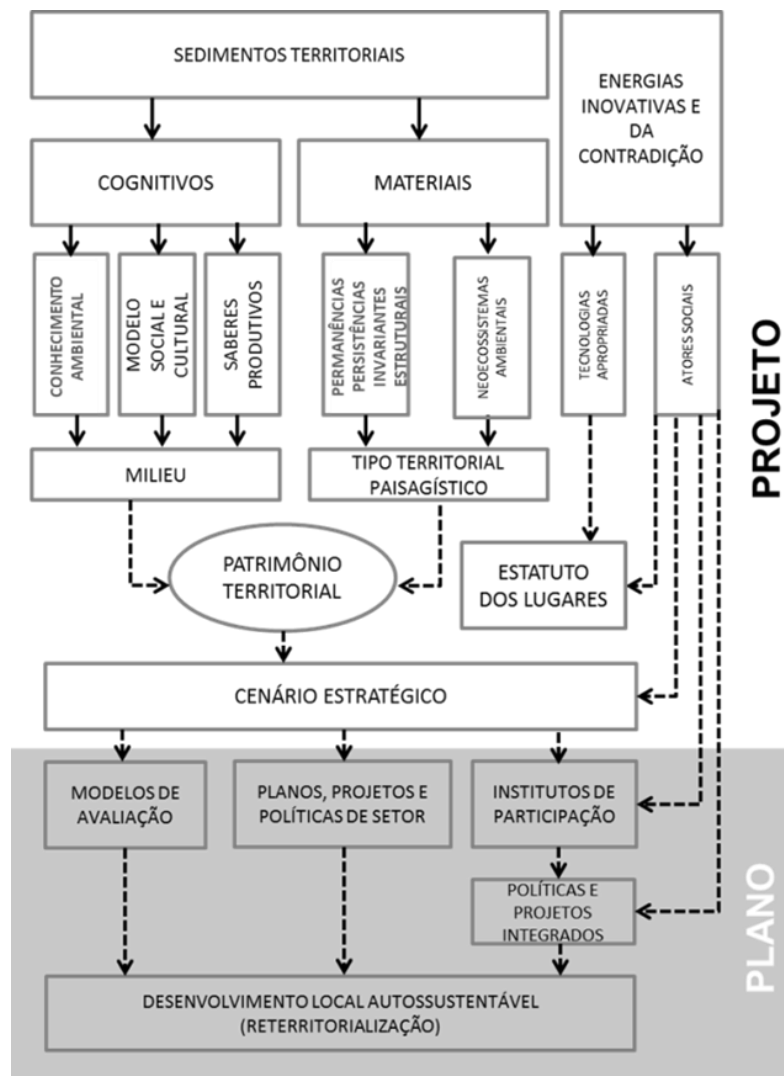 SEDIMENTOS TERRITORIAIS
ENERGIAS
INOVATIVAS E
DA
CONTRADIÇÃO
COGNITIVOS
MATERIAIS
CONHECIMENTO
AMBIENTAL
MODELO
SOCIAL E
CULTURAL
SABERES
PRODUTIVOS
PERMANÊNCIAS
PERSISTÊNCIAS
INVARIANTES
ESTRUTURAIS
NEOECOSSISTEMAS
AMBIENTAIS
TECNOLOGIAS
APROPRIADAS
ATORES SOCIAIS
PROJETO
MILIEU
TIPO TERRITORIAL
PAISAGÍSTICO
PATRIMÔNIO
TERRITORIAL
ESTATUTO
DOS LUGARES
CENÁRIO ESTRATÉGICO
MODELOS DE
AVALIAÇÃO
PLANOS, PROJETOS E
POLÍTICAS DE SETOR
INSTITUTOS DE
PARTICIPAÇÃO
POLÍTICAS E
PROJETOS
INTEGRADOS
PLANO
DESENVOLVIMENTO LOCAL AUTOSSUSTENTÁVEL
(RETERRITORIALIZAÇÃO)